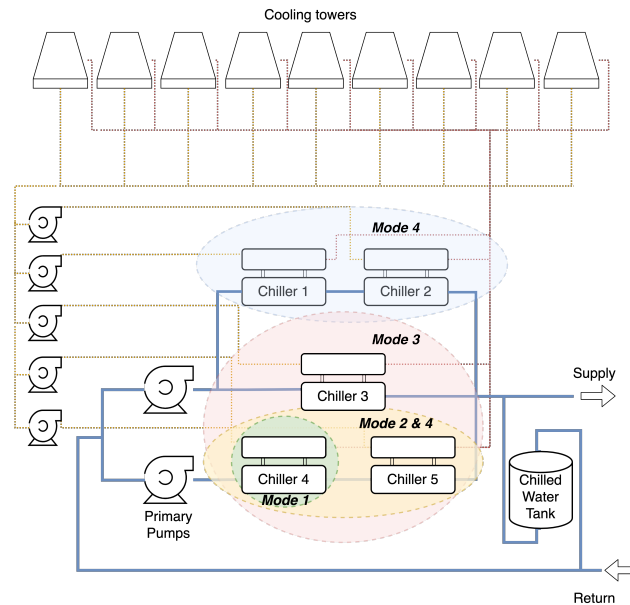 Cooling towers
Mode 4
Chiller 1
Chiller 2
Mode 3
Chiller 3
Supply
Mode 2 & 4
Chiller 4
Chiller 5
Mode 1
Chilled
Water
Tank
Primary
Pumps
Return